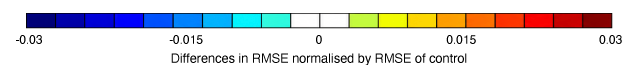 -0.03 -0.015 0 0.015 0.03
Differences in RMSE normalised by RMSE of control